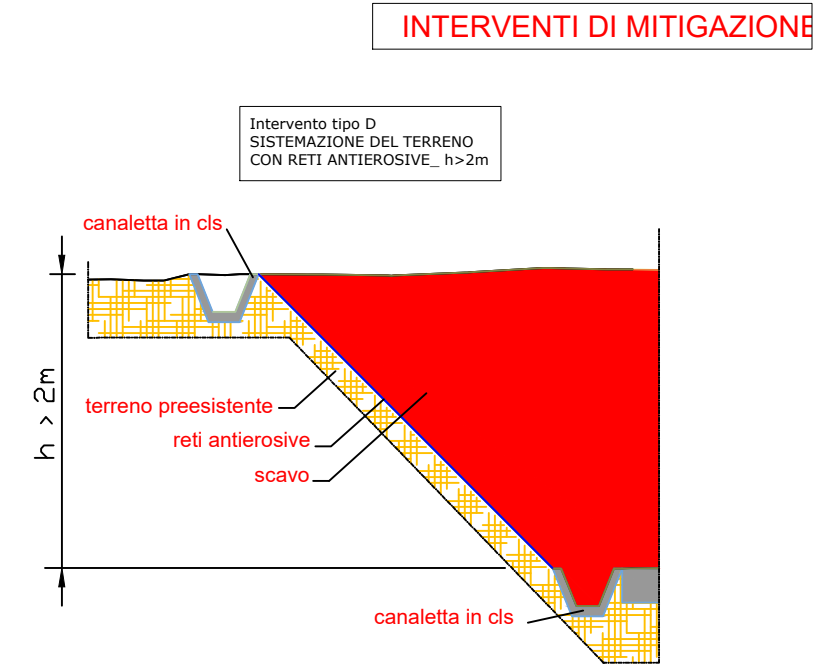 INTERVENTI DI MITIGAZIONE
Intervento tipo D
SISTEMAZIONE DEL TERRENO
CON RETI ANTIEROSIVE_ h>2m
canaletta in cls
h > 2m
terreno preesistente
reti antierosive
scavo
canaletta in cls